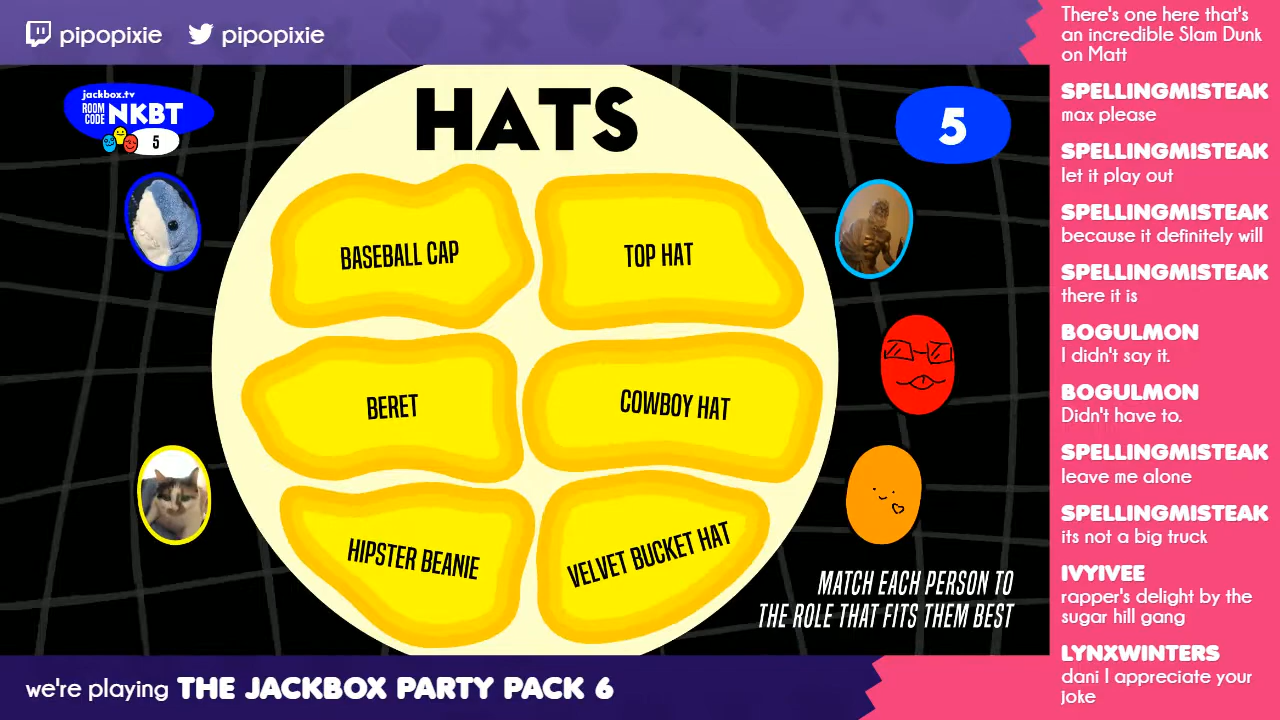 pipopixie
pipopixie
jackbox.tv
ROOM
CODE
NKBT
5
HATS
5
BASEBALL CAP
TOP HAT
BERET
COWBOY HAT
HIPSTER BEANIE
VELVET BUCKET HAT
MATCH EACH PERSON TO
THE ROLE THAT FITS THEM BEST
we're playing THE JACKBOX PARTY PACK 6
There's one here that's
an incredible Slam Dunk
on Matt
SPELLINGMISTEAK
max please
SPELLINGMISTEAK
let it play out
SPELLINGMISTEAK
because it definitely will
SPELLINGMISTEAK
there it is
BOGULMON
I didn't say it.
BOGULMON
Didn't have to.
SPELLINGMISTEAK
leave me alone
SPELLINGMISTEAK
its not a big truck
IVYIVEE
rapper's delight by the
sugar hill gang
LYNXWINTERS
dani I appreciate your
joke